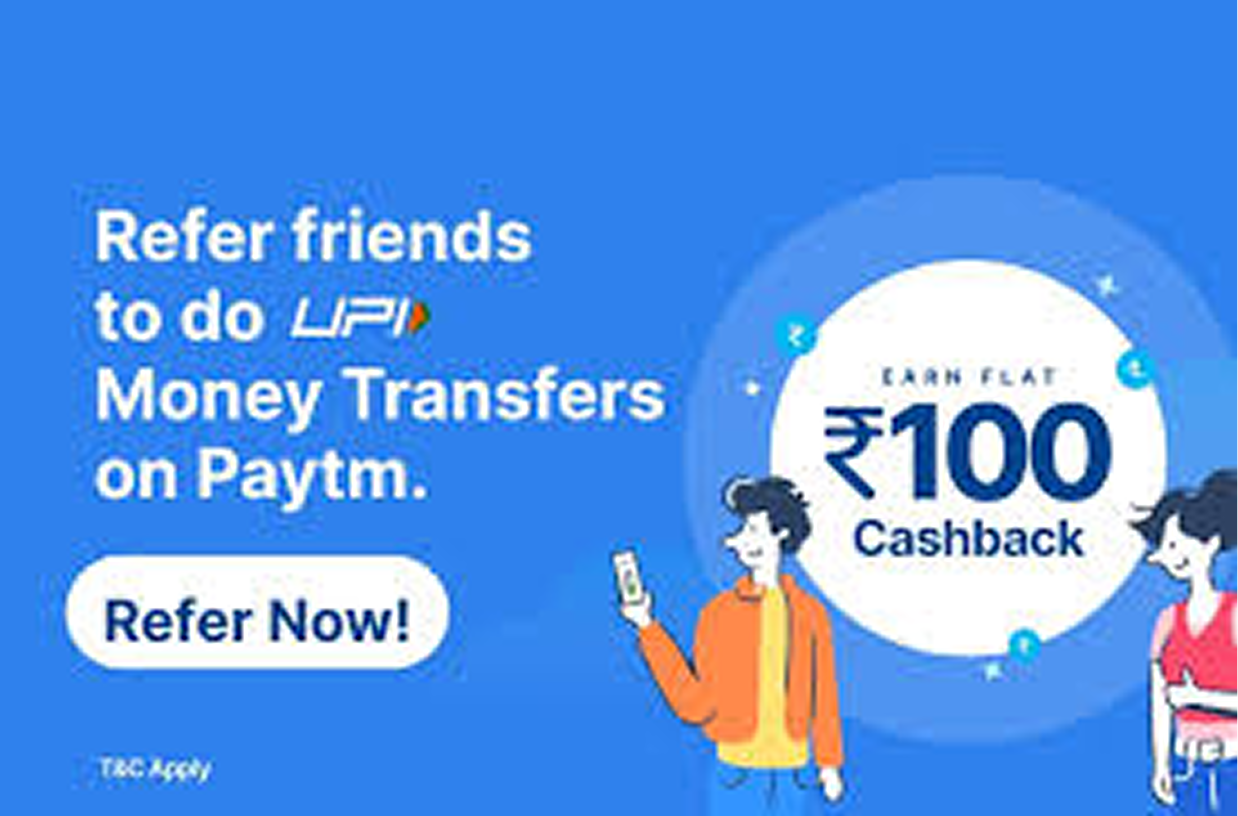 Refer friends
to do UPI
Money Transfers
on Paytm.
Refer Now!
T&C Apply
EARN FLAT
₹100
Cashback